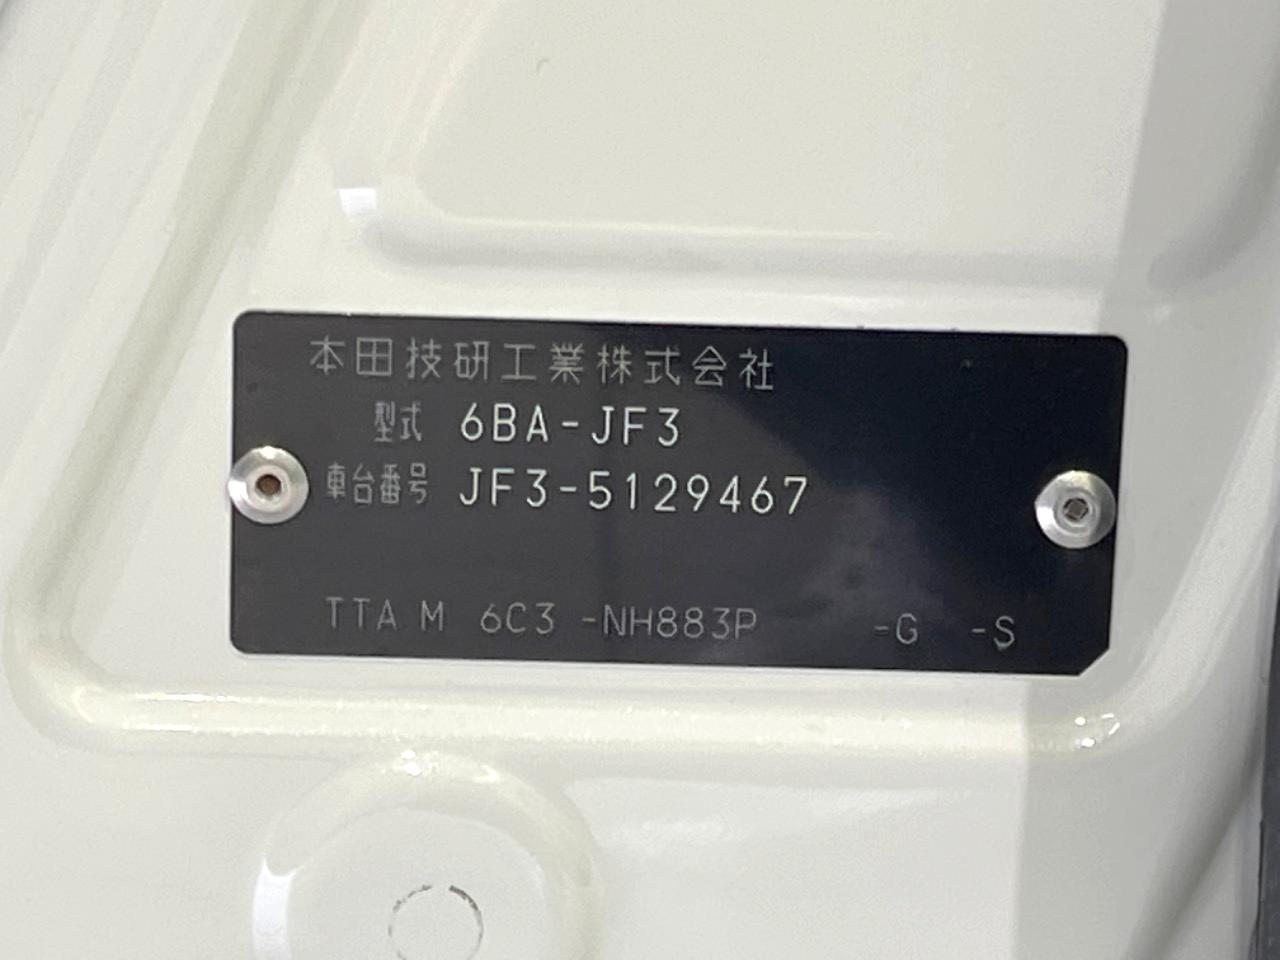 本田技研工業株式会社
型式 6BA-JF3
車台番号 JF3-5129467
TTA M 6C3 -NH883P -G -S